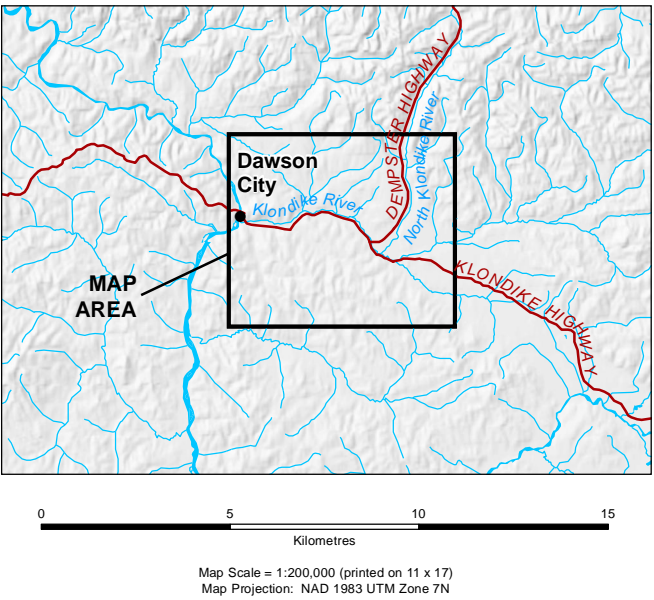 DEMPSTER HIGHWAY
North Klondike River
Dawson
City
Klondike River
MAP
AREA
KLONDIKE HIGHWAY
0 5 10 15
Kilometres
Map Scale = 1:200,000 (printed on 11 x 17)
Map Projection: NAD 1983 UTM Zone 7N